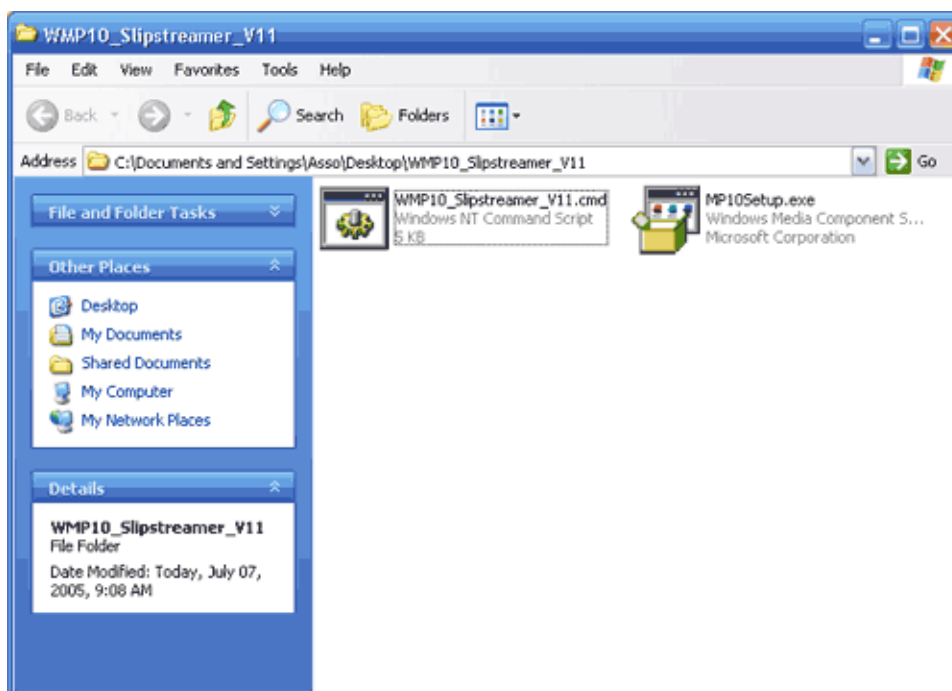 WMP10_Slipstreamer_V11
File Edit View Favorites Tools Help
Back Search Folders
Address C:\Documents and Settings\Asso\Desktop\WMP10_Slipstreamer_V11 Go
File and Folder Tasks
Other Places
Desktop
My Documents
Shared Documents
My Computer
My Network Places
Details
WMP10_Slipstreamer_V11
File Folder
Date Modified: Today, July 07,
2005, 9:08 AM
WMP10_Slipstreamer_V11.cmd
Windows NT Command Script
5 KB
MP10Setup.exe
Windows Media Component S...
Microsoft Corporation